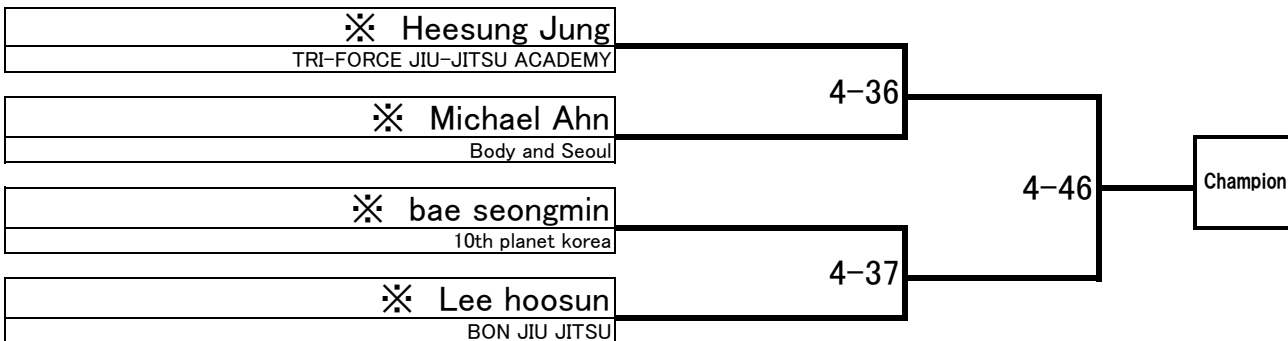 ※ Heesung Jung
TRI-FORCE JIU-JITSU ACADEMY
4-36
※ Michael Ahn
Body and Seoul
4-46
Champion
※ bae seongmin
10th planet korea
4-37
※ Lee hoosun
BON JIU JITSU